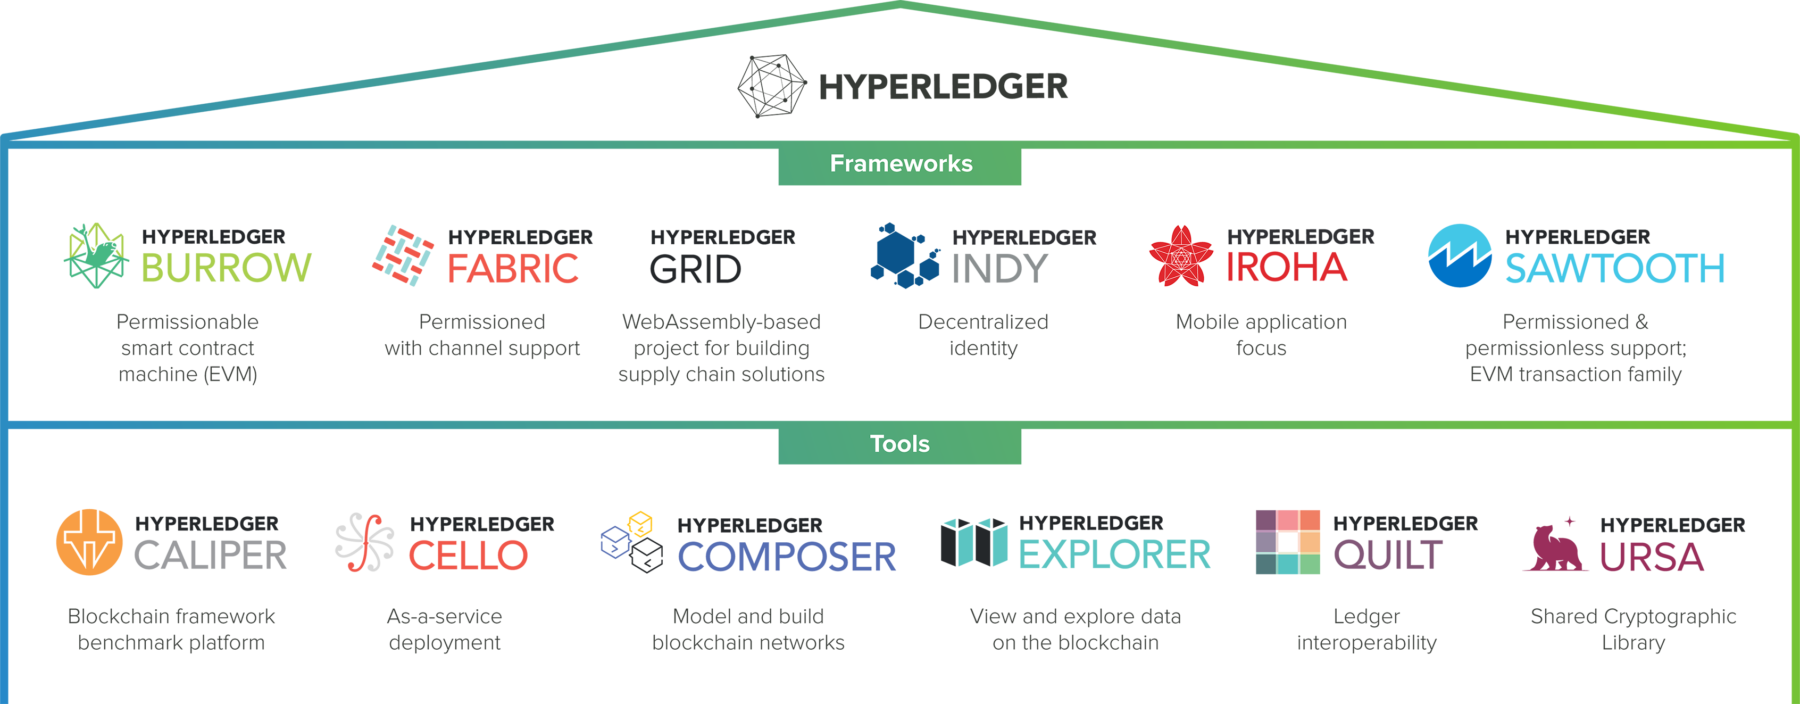 HYPERLEDGER
Frameworks
HYPERLEDGER
BURROW
Permissionable
smart contract
machine (EVM)
HYPERLEDGER
FABRIC
Permissioned
with channel support
HYPERLEDGER
GRID
WebAssembly-based
project for building
supply chain solutions
HYPERLEDGER
INDY
Decentralized
identity
HYPERLEDGER
IROHA
Mobile application
focus
HYPERLEDGER
SAWTOOTH
Permissioned &
permissionless support;
EVM transaction family
Tools
HYPERLEDGER
CALIPER
Blockchain framework
benchmark platform
HYPERLEDGER
CELLO
As-a-service
deployment
HYPERLEDGER
COMPOSER
Model and build
blockchain networks
HYPERLEDGER
EXPLORER
View and explore data
on the blockchain
HYPERLEDGER
QUILT
Ledger
interoperability
HYPERLEDGER
URSA
Shared Cryptographic
Library